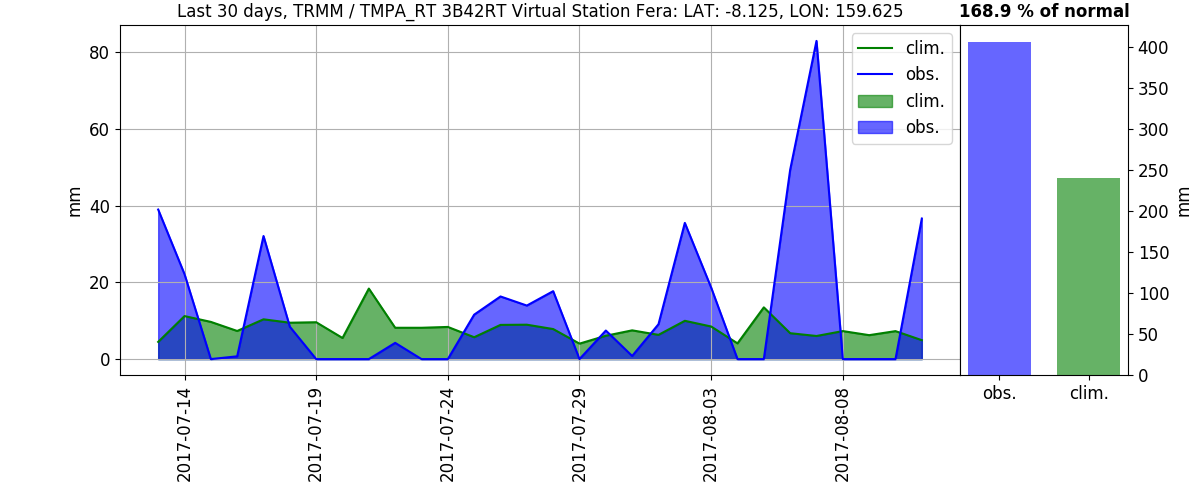 Last 30 days, TRMM / TMPA_RT 3B42RT Virtual Station Fera: LAT: -8.125, LON: 159.625
168.9 % of normal
mm
80
60
40
20
0
clim.
obs.
clim.
obs.
2017-07-14
2017-07-19
2017-07-24
2017-07-29
2017-08-03
2017-08-08
400
350
300
250
200
150
100
50
0
mm
obs.
clim.